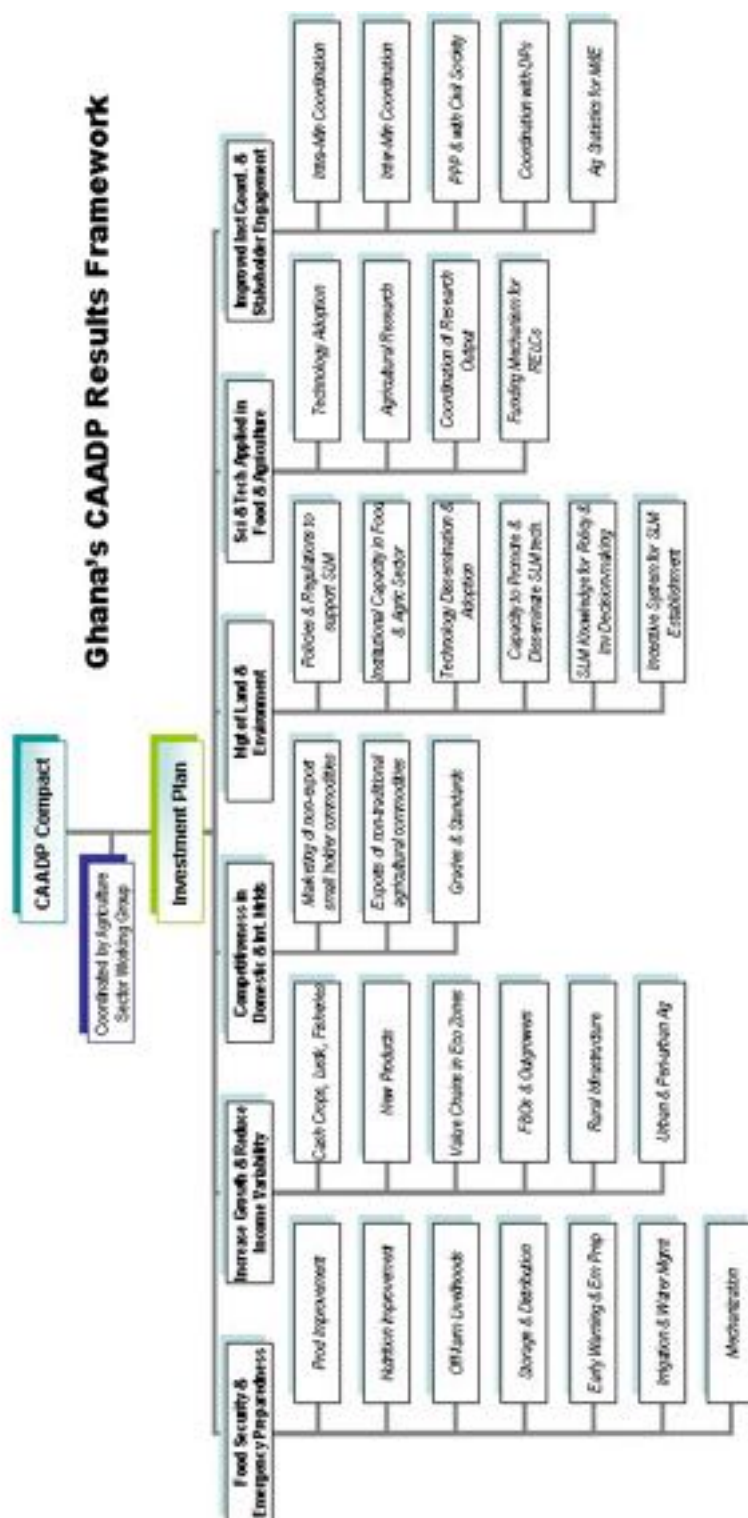 Ghana's CAADP Results Framework
CAADP Compact
Coordinated by Agriculture
Sector Working Group
Investment Plan
Food Security &
Emergency Preparedness
Prod Improvement
Nutrition Improvement
Off-farm Livelihoods
Storage & Distribution
Early Warning & Em Prep
Irrigation & Water Mgmt
Mechanization
Increase Growth & Reduce
Income Variability
Cash Crops, Lvstk, Fisheries
New Products
Value Chains in Eco Zones
FBOs & Outgrowers
Rural Infrastructure
Urban & Peri-urban Ag
Competitiveness in
Domestic & Int. Mrkts
Marketing of non-export
small holder commodities
Exports of non-traditional
agricultural commodities
Grades & Standards
Mgt of Land &
Environment
Policies & Regulations to
support SLM
Institutional Capacity in Food
& Agric Sector
Technology Dissemination &
Adoption
Capacity to Promote &
Disseminate SLM tech.
SLM Knowledge for Policy &
Inv Decision-making
Incentive System for SLM
Establishment
Sci & Tech Applied in
Food & Agriculture
Technology Adoption
Agricultural Research
Coordination of Research
Output
Funding Mechanism for
RELCs
Improved Inst Coord. &
Stakeholder Engagement
Intra-Min Coordination
Inter-Min Coordination
PPP & with Civil Society
Coordination with DPs
Ag Statistics for M&E